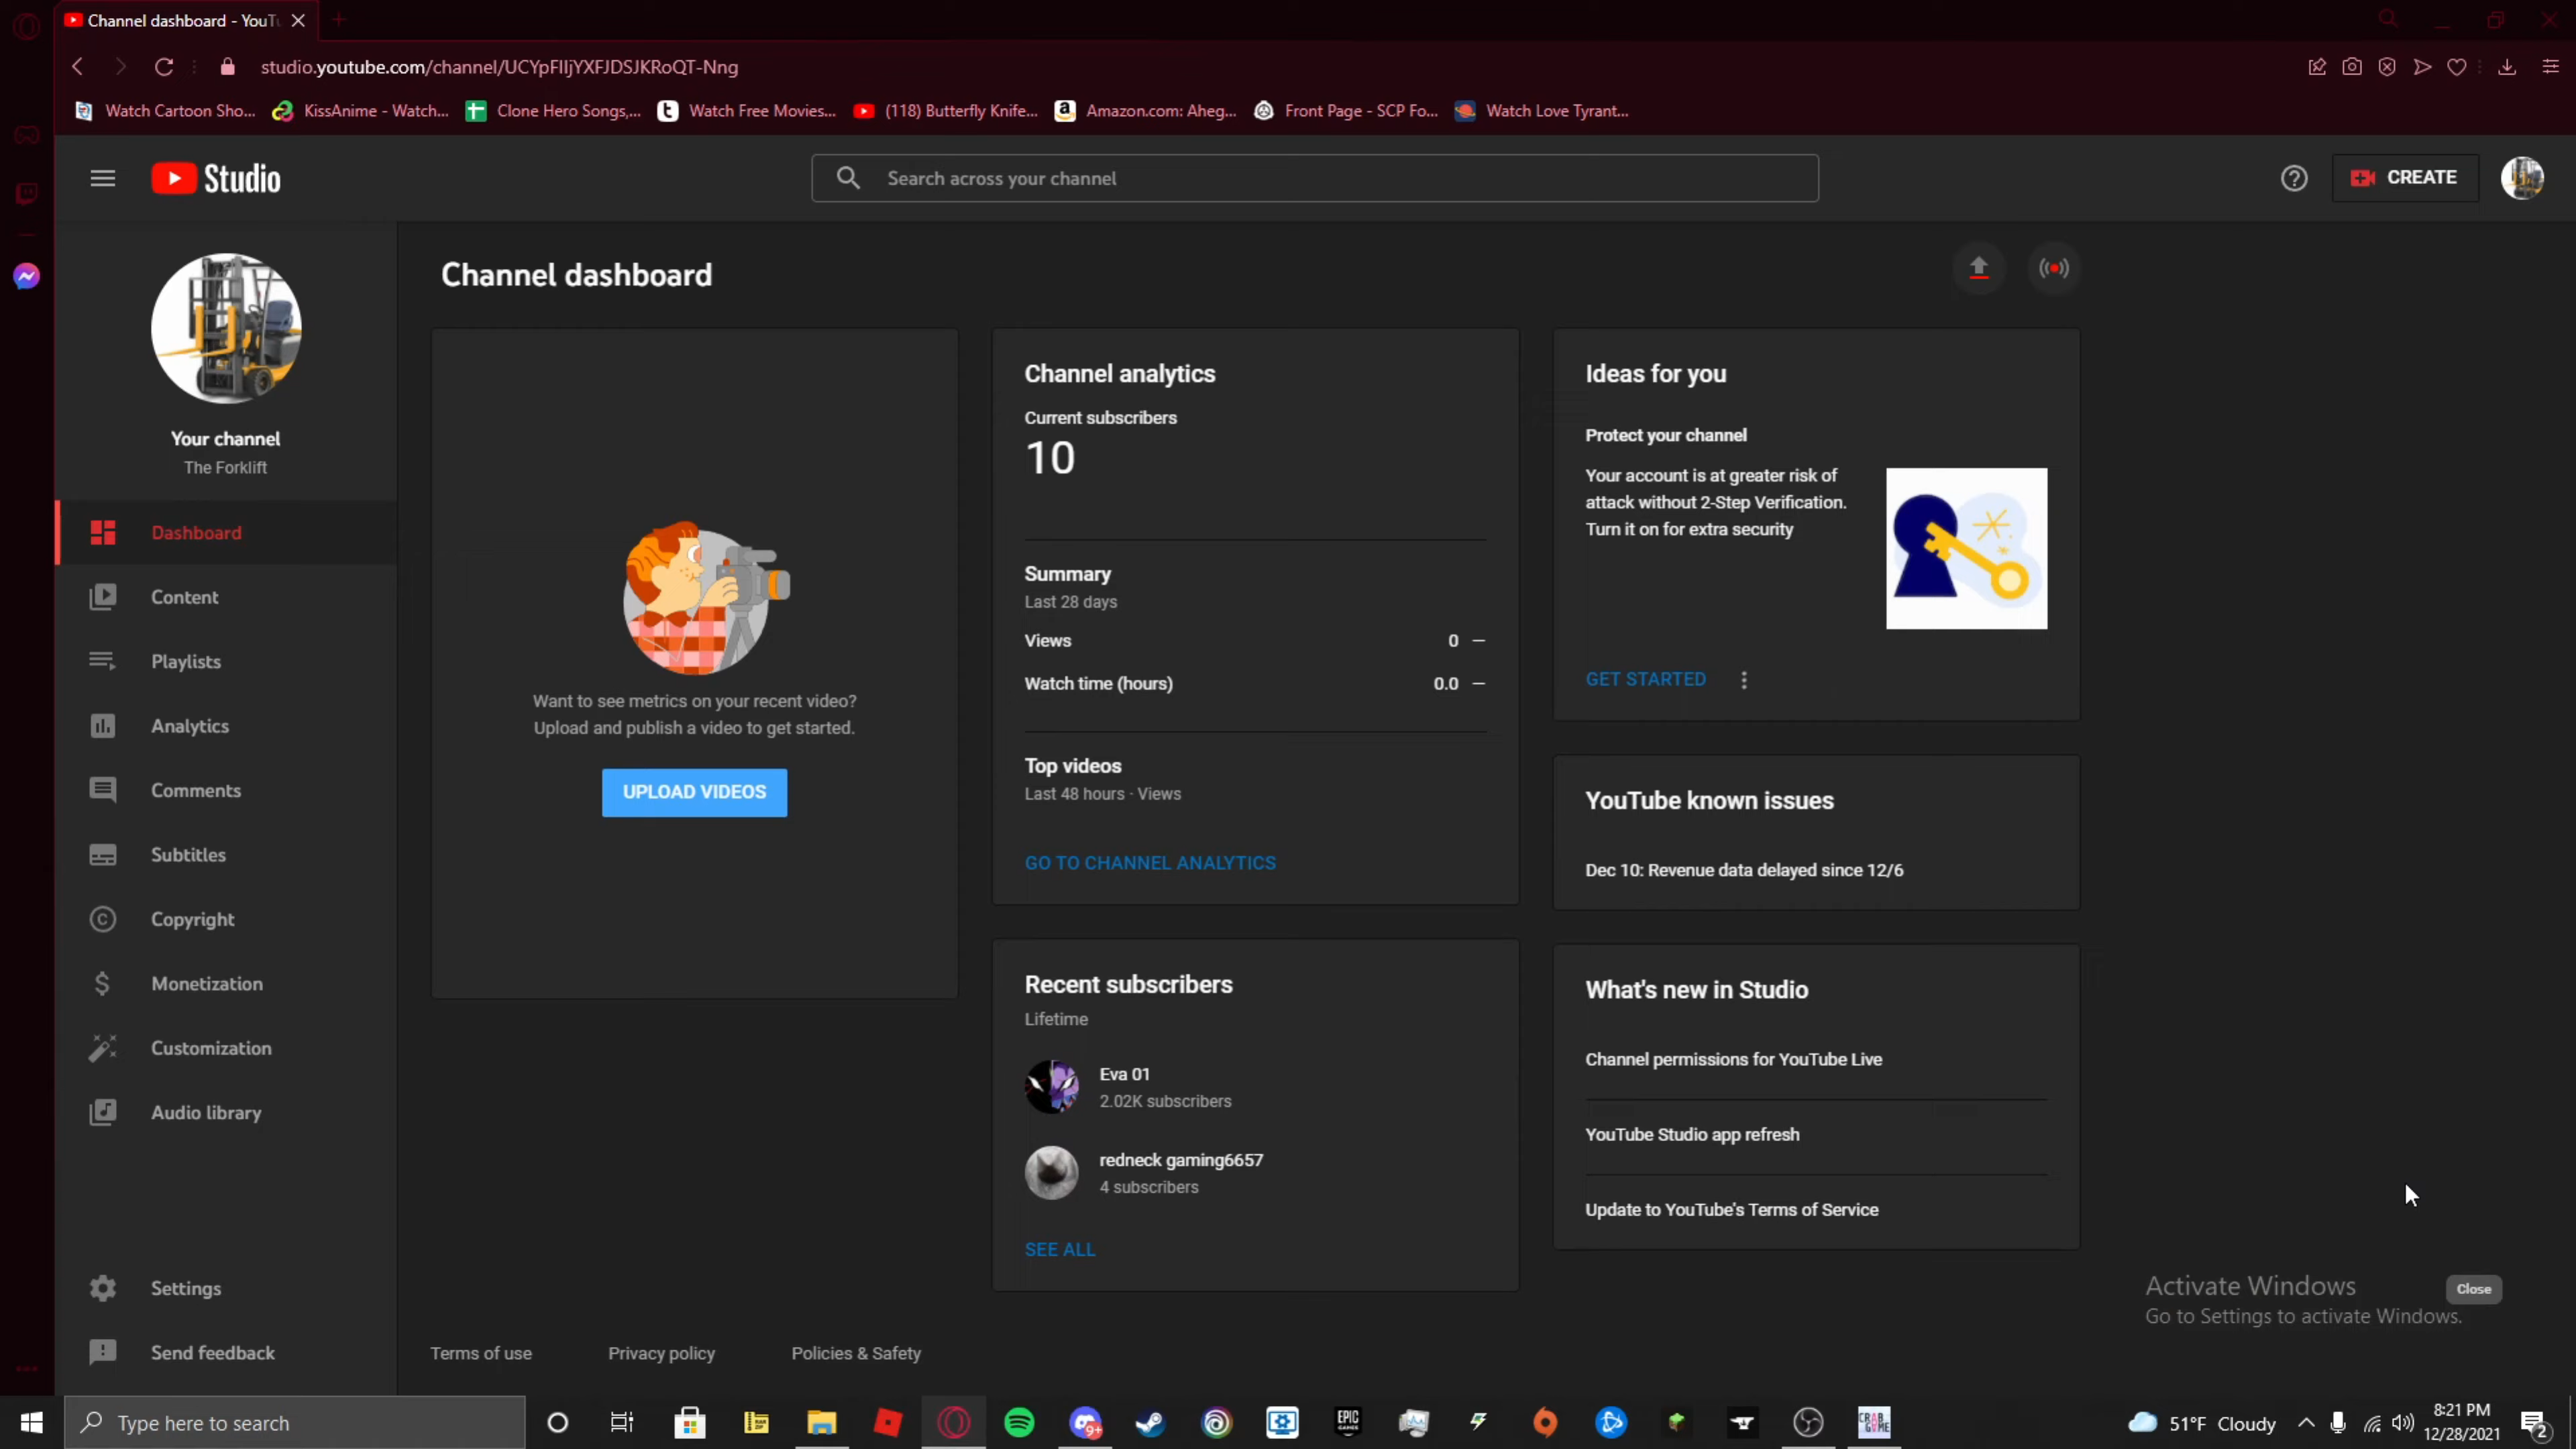 Channel dashboard - YouT
studio.youtube.com/channel/UCYpFlIjYXFJDSJKRoQT-Nng
Watch Cartoon Sho... KissAnime - Watch... Clone Hero Songs,... Watch Free Movies... (118) Butterfly Knife... Amazon.com: Aheg... Front Page - SCP Fo... Watch Love Tyrant...
Studio
Search across your channel
CREATE
Your channel
The Forklift
Dashboard
Content
Playlists
Analytics
Comments
Subtitles
Copyright
Monetization
Customization
Audio library
Settings
Send feedback
Channel dashboard
Want to see metrics on your recent video?
Upload and publish a video to get started.
UPLOAD VIDEOS
Channel analytics
Current subscribers
10
Summary
Last 28 days
Views 0 —
Watch time (hours) 0.0 —
Top videos
Last 48 hours · Views
GO TO CHANNEL ANALYTICS
Recent subscribers
Lifetime
Eva 01
2.02K subscribers
redneck gaming6657
4 subscribers
SEE ALL
Ideas for you
Protect your channel
Your account is at greater risk of
attack without 2-Step Verification.
Turn it on for extra security
GET STARTED
YouTube known issues
Dec 10: Revenue data delayed since 12/6
What's new in Studio
Channel permissions for YouTube Live
YouTube Studio app refresh
Update to YouTube's Terms of Service
Activate Windows
Close
Go to Settings to activate Windows.
Terms of use Privacy policy Policies & Safety
Type here to search
9+
EPIC
GAMES
CRAB
GAME
51°F Cloudy
8:21 PM
12/28/2021
2